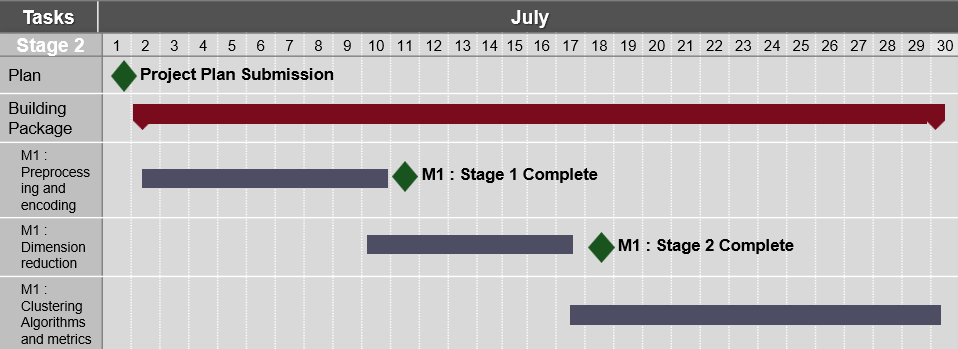 Tasks July
Stage 2 1 2 3 4 5 6 7 8 9 10 11 12 13 14 15 16 17 18 19 20 21 22 23 24 25 26 27 28 29 30
Plan Project Plan Submission
Building
Package
M1 :
Preprocess
ing and
encoding
M1 : Stage 1 Complete
M1 :
Dimension
reduction
M1 : Stage 2 Complete
M1 :
Clustering
Algorithms
and metrics